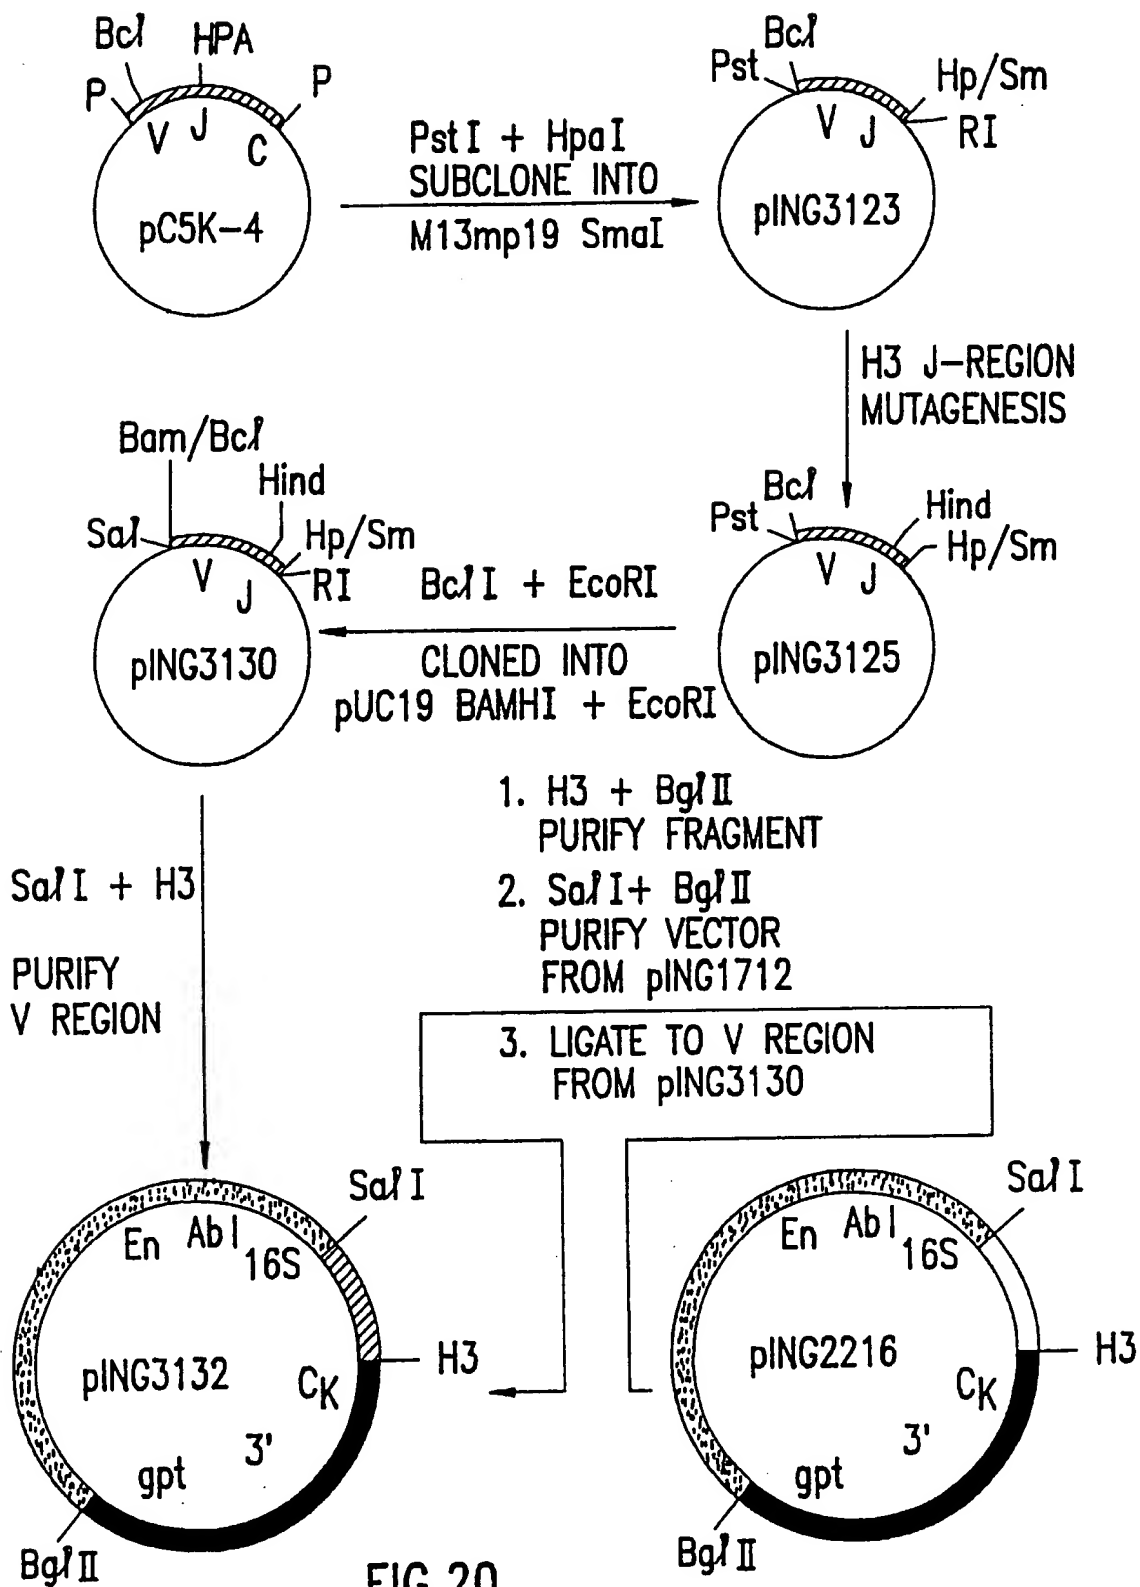 Bcl
HPA
P
P
V J C
pC5K-4
PstI + HpaI
SUBCLONE INTO
M13mp19 SmaI
Bcl
Pst
Hp/Sm
RI
V J
pING3123
H3 J-REGION
MUTAGENESIS
Bcl
Pst
Hind
Hp/Sm
V J
pING3125
BclI + EcoRI
CLONED INTO
pUC19 BAMHI + EcoRI
Bam/Bcl
Hind
Sal
Hp/Sm
RI
V J
pING3130
SalI + H3
PURIFY
V REGION
1. H3 + BglII
PURIFY FRAGMENT
2. SalI+ BglII
PURIFY VECTOR
FROM pING1712
3. LIGATE TO V REGION
FROM pING3130
SalI
En AbI 16S
H3
pING3132
CK
3'
gpt
BglII
SalI
En AbI 16S
H3
pING2216
CK
3'
gpt
BglII
FIG.20